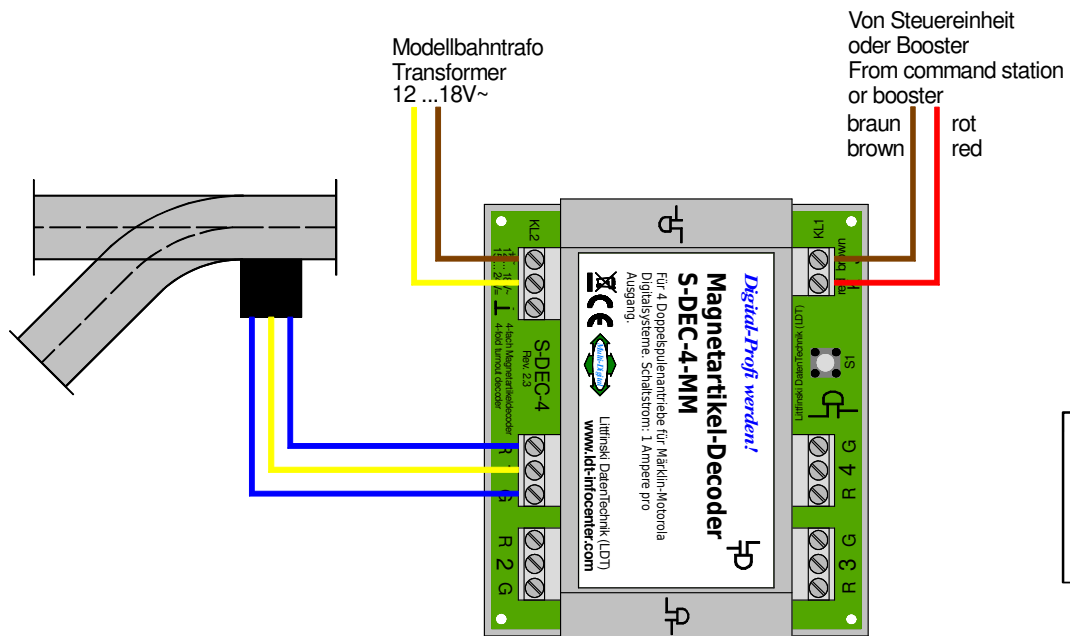 Modellbahntrafo
Transformer
12 ...18V~
Von Steuereinheit
oder Booster
From command station
or booster
braun rot
brown red
KL2
S-DEC-4
Rev. 2.3
4-fach Magnetartikeldecoder
4-fold turnout decoder
R
G
R 2 G
Digital-Profi werden!
Magnetartikel-Decoder
S-DEC-4-MM
Für 4 Doppelspulenantriebe für Märklin-Motorola
Digitalsysteme. Schaltstrom: 1 Ampere pro
Ausgang.
CE
Multi-Digital
Littfinski DatenTechnik (LDT)
www.ldt-infocenter.com
KL1
red brown
S1
Littfinski DatenTechnik (LDT)
R 4 G
R 3 G